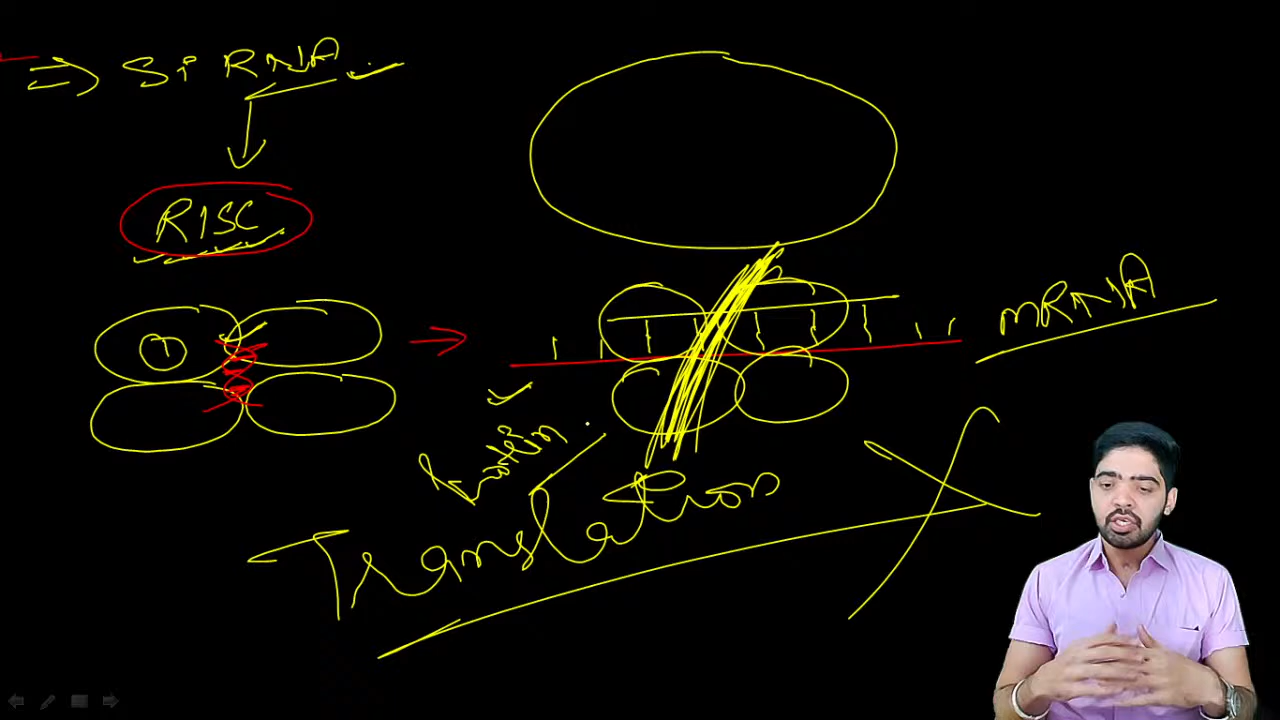 ⇒ Si RNA
RISC
mRNA
Protein
Translation